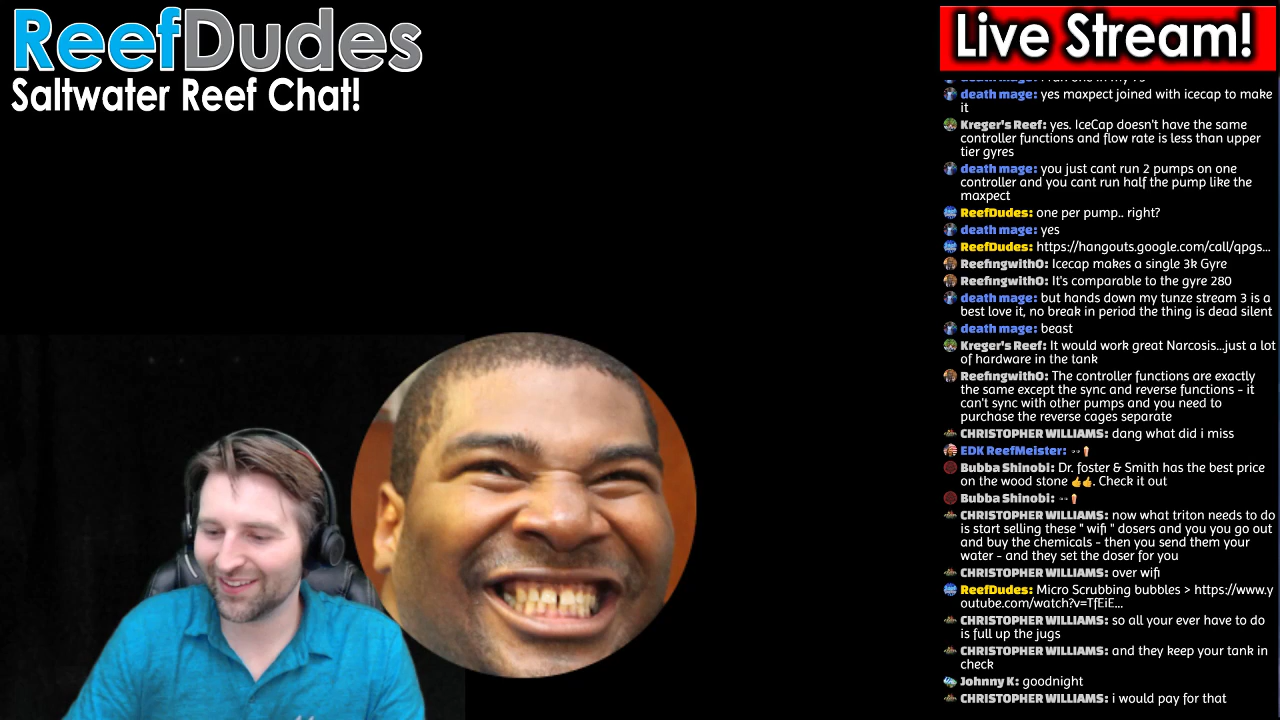 ReefDudes
Saltwater Reef Chat!
Live Stream!
death mage: yes maxpect joined with icecap to make
it
Kreger's Reef: yes. IceCap doesn't have the same
controller functions and flow rate is less than upper
tier gyres
death mage: you just cant run 2 pumps on one
controller and you cant run half the pump like the
maxpect
ReefDudes: one per pump.. right?
death mage: yes
ReefDudes: https://hangouts.google.com/call/qpgs...
ReefingwithO: Icecap makes a single 3k Gyre
ReefingwithO: It's comparable to the gyre 280
death mage: but hands down my tunze stream 3 is a
best love it, no break in period the thing is dead silent
death mage: beast
Kreger's Reef: It would work great Narcosis...just a lot
of hardware in the tank
ReefingwithO: The controller functions are exactly
the same except the sync and reverse functions - it
can't sync with other pumps and you need to
purchase the reverse cages separate
CHRISTOPHER WILLIAMS: dang what did i miss
EDK ReefMeister:
Bubba Shinobi: Dr. foster & Smith has the best price
on the wood stone 👍👍. Check it out
Bubba Shinobi:
CHRISTOPHER WILLIAMS: now what triton needs to do
is start selling these " wifi " dosers and you you go out
and buy the chemicals - then you send them your
water - and they set the doser for you
CHRISTOPHER WILLIAMS: over wifi
ReefDudes: Micro Scrubbing bubbles > https://www.y
outube.com/watch?v=TfEiE...
CHRISTOPHER WILLIAMS: so all your ever have to do
is full up the jugs
CHRISTOPHER WILLIAMS: and they keep your tank in
check
Johnny K: goodnight
CHRISTOPHER WILLIAMS: i would pay for that